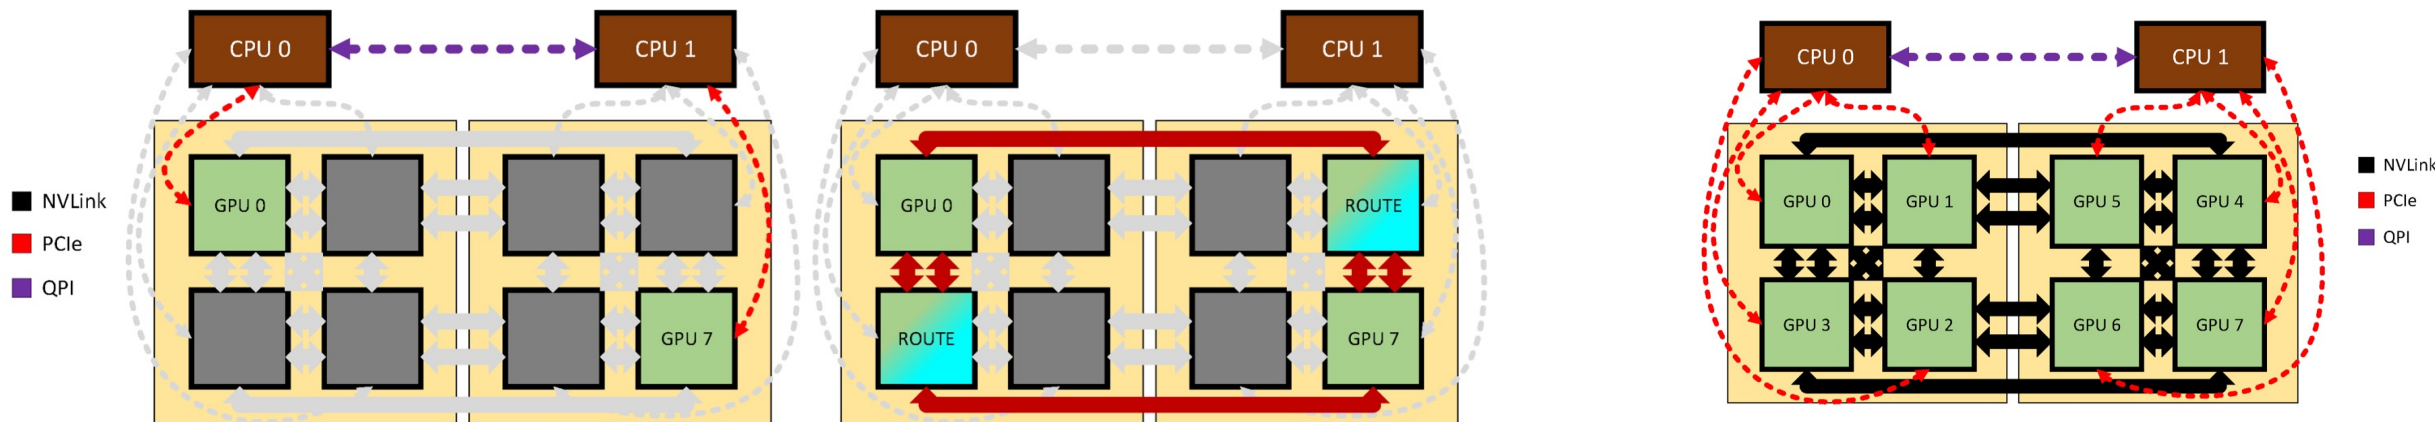 CPU 0
CPU 1
NVLink
PCIe
QPI
GPU 0
GPU 7
CPU 0
CPU 1
GPU 0
ROUTE
ROUTE
GPU 7
CPU 0
CPU 1
GPU 0
GPU 1
GPU 5
GPU 4
GPU 3
GPU 2
GPU 6
GPU 7
NVLink
PCIe
QPI